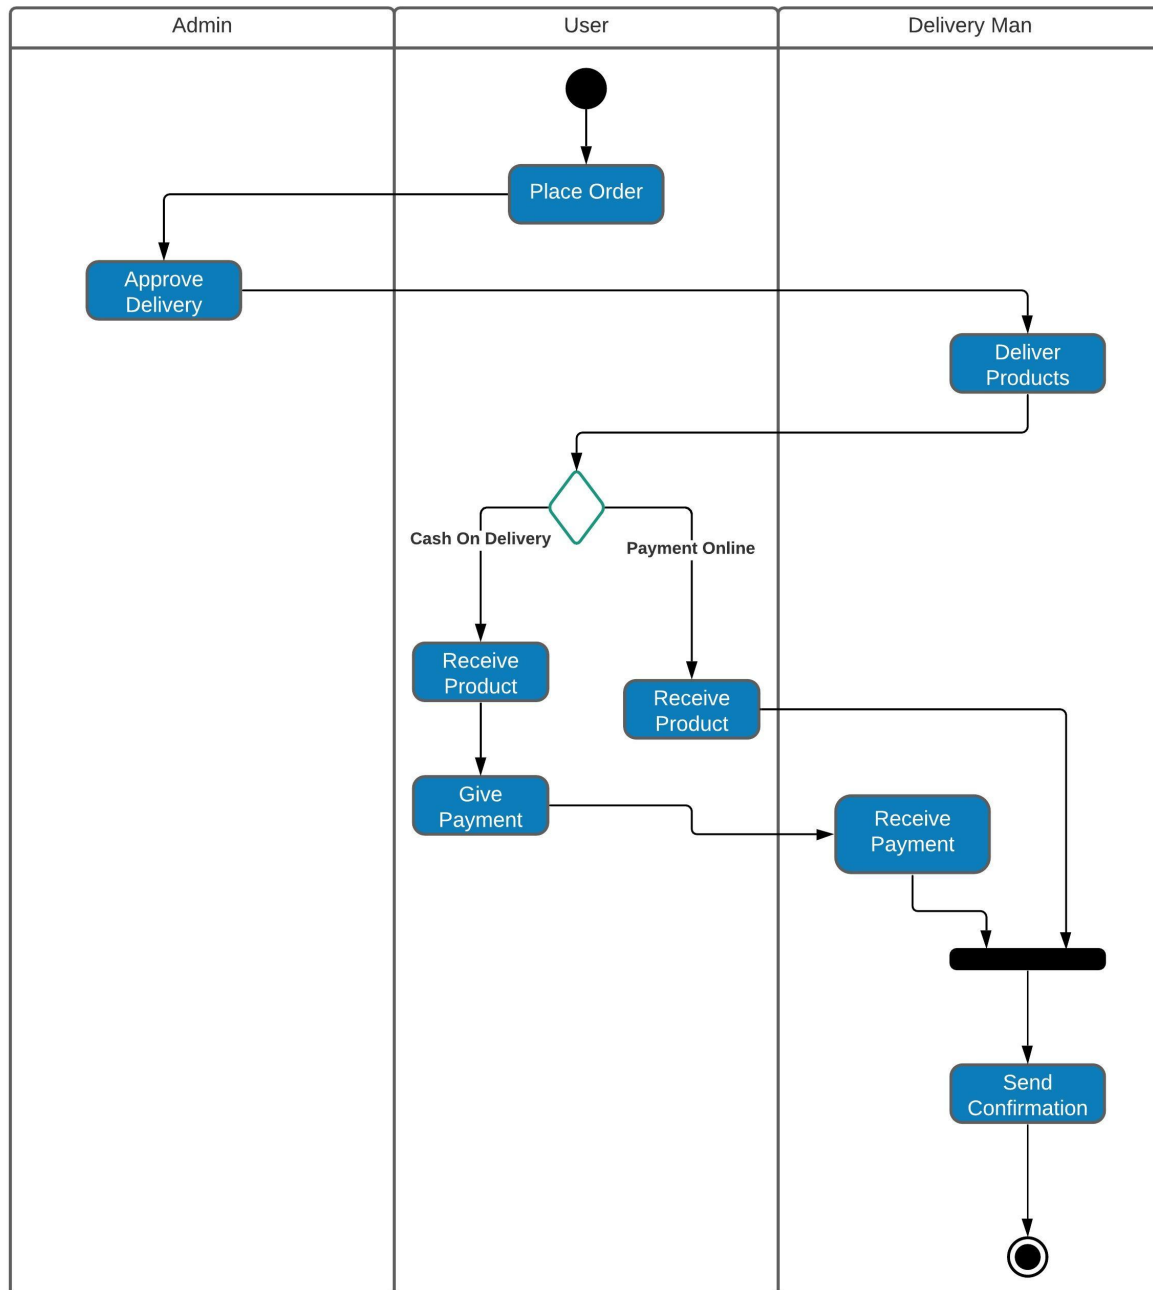 Admin
User
Delivery Man
Place Order
Approve
Delivery
Deliver
Products
Cash On Delivery
Payment Online
Receive
Product
Receive
Product
Give
Payment
Receive
Payment
Send
Confirmation